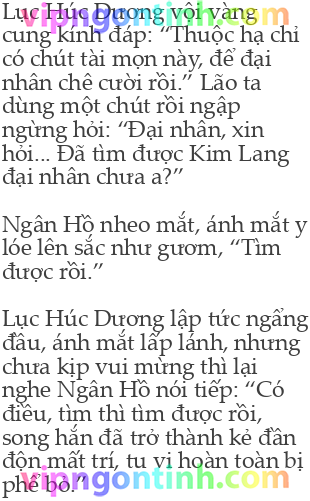 Lục Húc Dương vội vàng
cung kính đáp: “Thuộc hạ chỉ
có chút tài mọn này, để đại
nhân chê cười rồi.” Lão ta
dùng một chút rồi ngập
ngừng hỏi: “Đại nhân, xin
hỏi... Đã tìm được Kim Lang
đại nhân chưa ạ?”
Ngân Hồ nheo mắt, ánh mắt y
lóe lên sắc như gươm, “Tìm
được rồi.”
Lục Húc Dương lập tức ngẩng
đầu, ánh mắt lấp lánh, nhưng
chưa kịp vui mừng thì lại
nghe Ngân Hồ nói tiếp: “Có
điều, tìm thì tìm được rồi,
song hắn đã trở thành kẻ đần
độn mất trí, tu vi hoàn toàn bị
phế bỏ.”
vipngontinh.com
vipngontinh.com